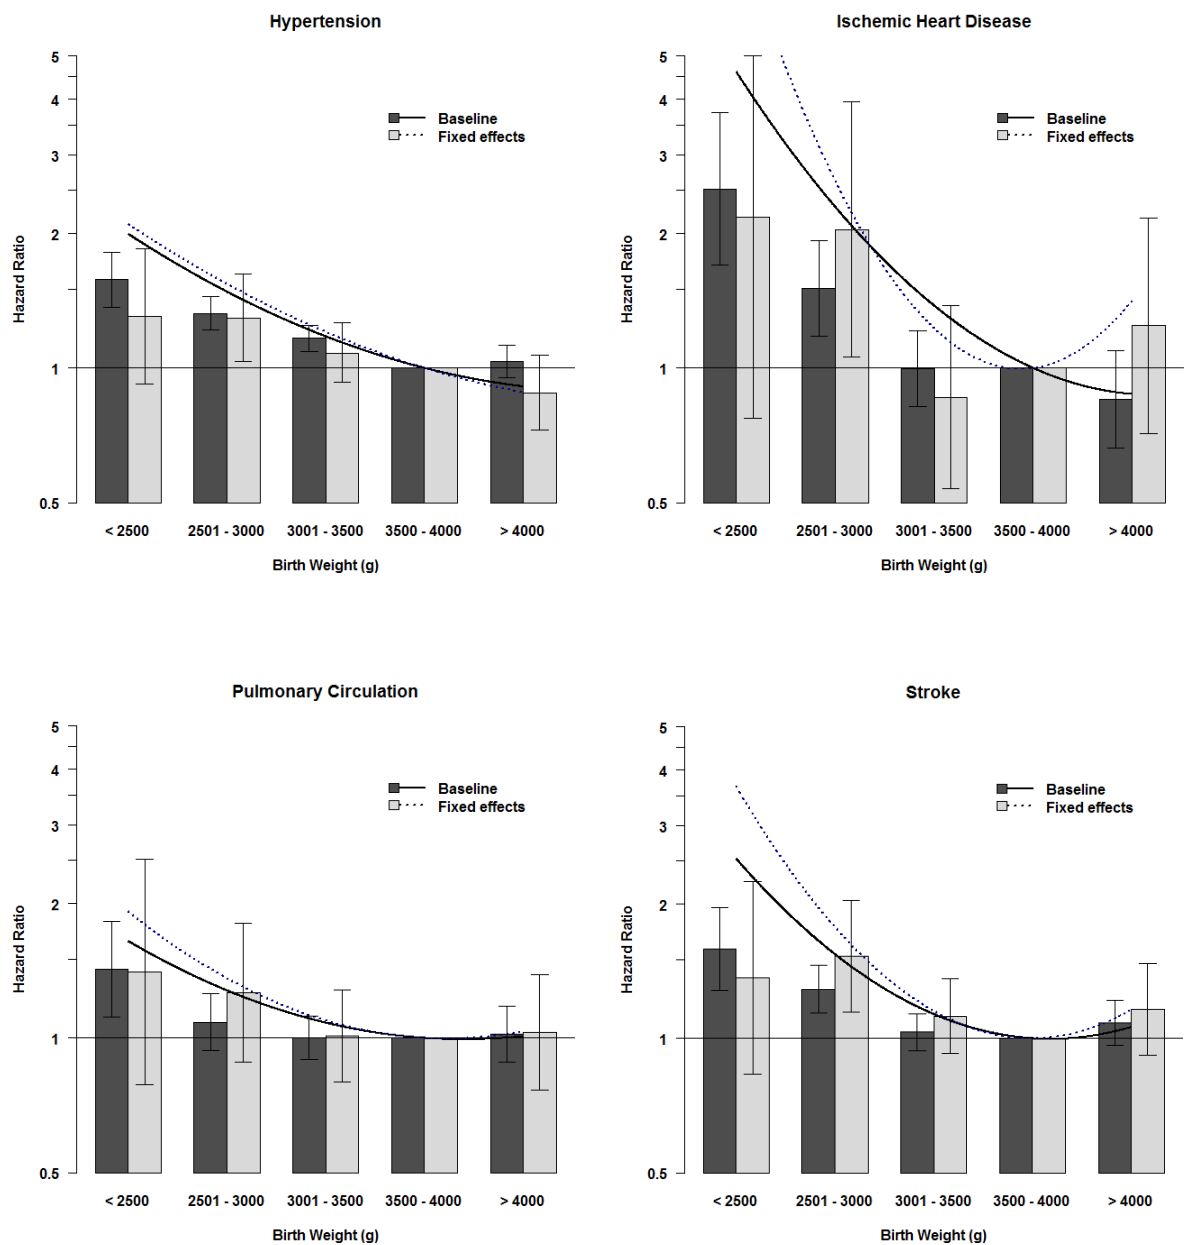 Hypertension
5
4
3
2
1
0.5
Hazard Ratio
Baseline
Fixed effects
< 2500
2501 - 3000
3001 - 3500
3500 - 4000
> 4000
Birth Weight (g)
Ischemic Heart Disease
5
4
3
2
1
0.5
Hazard Ratio
Baseline
Fixed effects
< 2500
2501 - 3000
3001 - 3500
3500 - 4000
> 4000
Birth Weight (g)
Pulmonary Circulation
5
4
3
2
1
0.5
Hazard Ratio
Baseline
Fixed effects
< 2500
2501 - 3000
3001 - 3500
3500 - 4000
> 4000
Birth Weight (g)
Stroke
5
4
3
2
1
0.5
Hazard Ratio
Baseline
Fixed effects
< 2500
2501 - 3000
3001 - 3500
3500 - 4000
> 4000
Birth Weight (g)